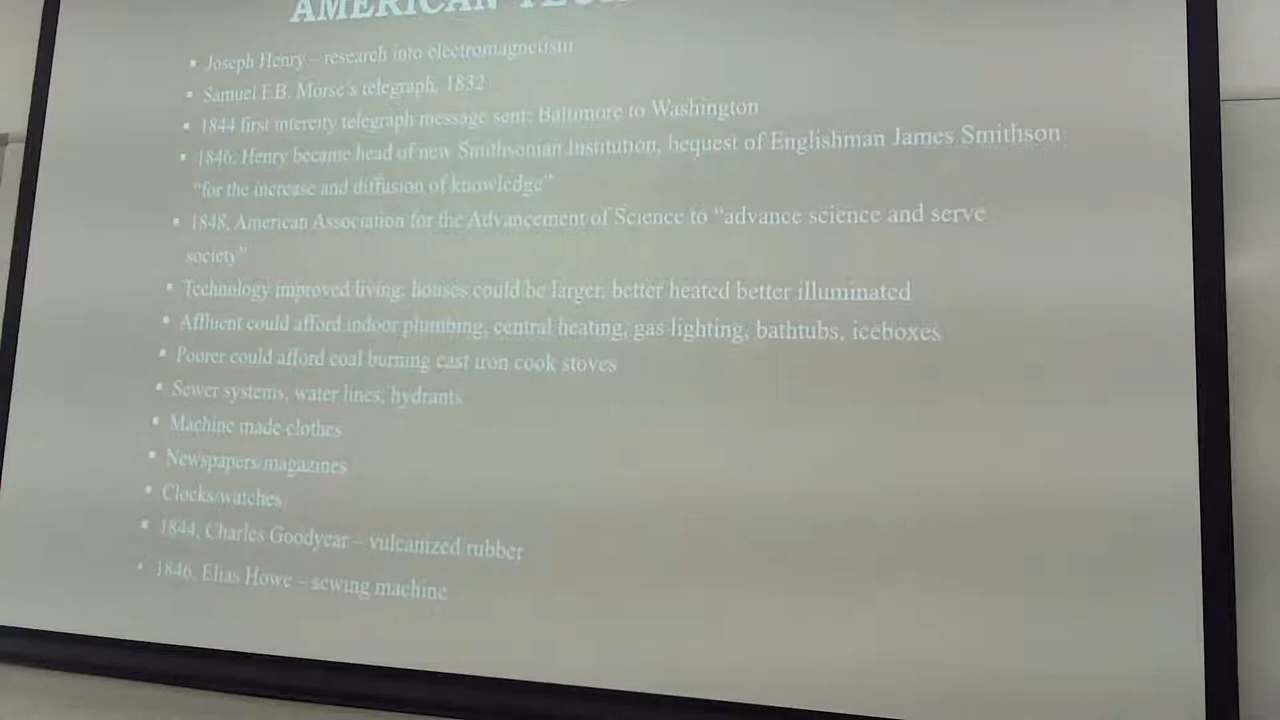 AMERICAN
▪ Joseph Henry – research into electromagnetism
▪ Samuel F.B. Morse's telegraph, 1832
▪ 1844 first intercity telegraph message sent: Baltimore to Washington
▪ 1846, Henry became head of new Smithsonian Institution, bequest of Englishman James Smithson
"for the increase and diffusion of knowledge"
▪ 1848, American Association for the Advancement of Science to "advance science and serve
society"
▪ Technology improved living; houses could be larger, better heated better illuminated
▪ Affluent could afford indoor plumbing, central heating, gas lighting, bathtubs, iceboxes
▪ Poorer could afford coal burning cast iron cook stoves
▪ Sewer systems, water lines, hydrants
▪ Machine made clothes
▪ Newspapers/magazines
▪ Clocks/watches
▪ 1844, Charles Goodyear – vulcanized rubber
▪ 1846, Elias Howe – sewing machine